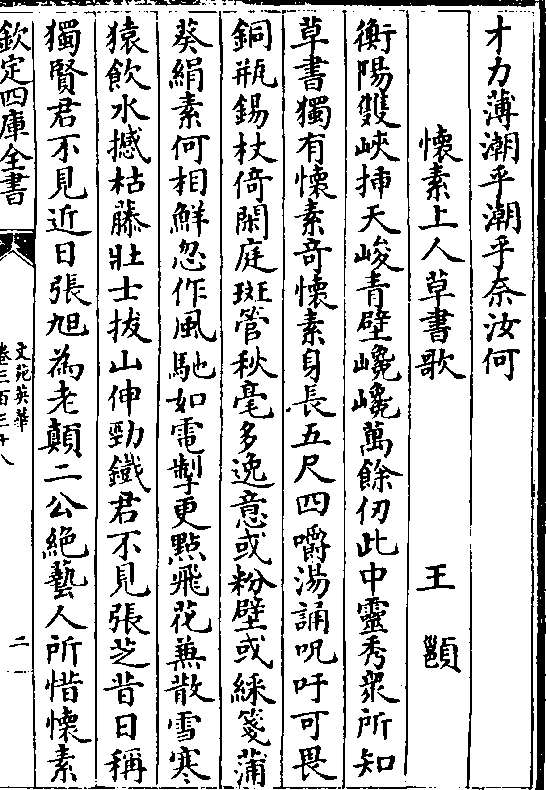 才力薄潮乎潮乎奈汝何
懷素上人草書歌　王顒
衡陽雙峽揷天峻青壁巉巉萬餘仞此中靈秀衆所知
草書獨有懷素竒懷素身長五尺四嚼湯誦呪吁可畏
銅瓶錫杖倚閑庭斑管秋毫多逸意或粉壁或綵箋蒲
葵絹素何相鮮忽作風馳如電掣更點飛花兼散雪寒
猿飲水撼枯藤壯士拔山伸勁鐵君不見張芝昔日稱
獨賢君不見近日張旭為老顛二公絶藝人所惜懷素
欽定四庫全書
文苑英華
卷三百三十八
二